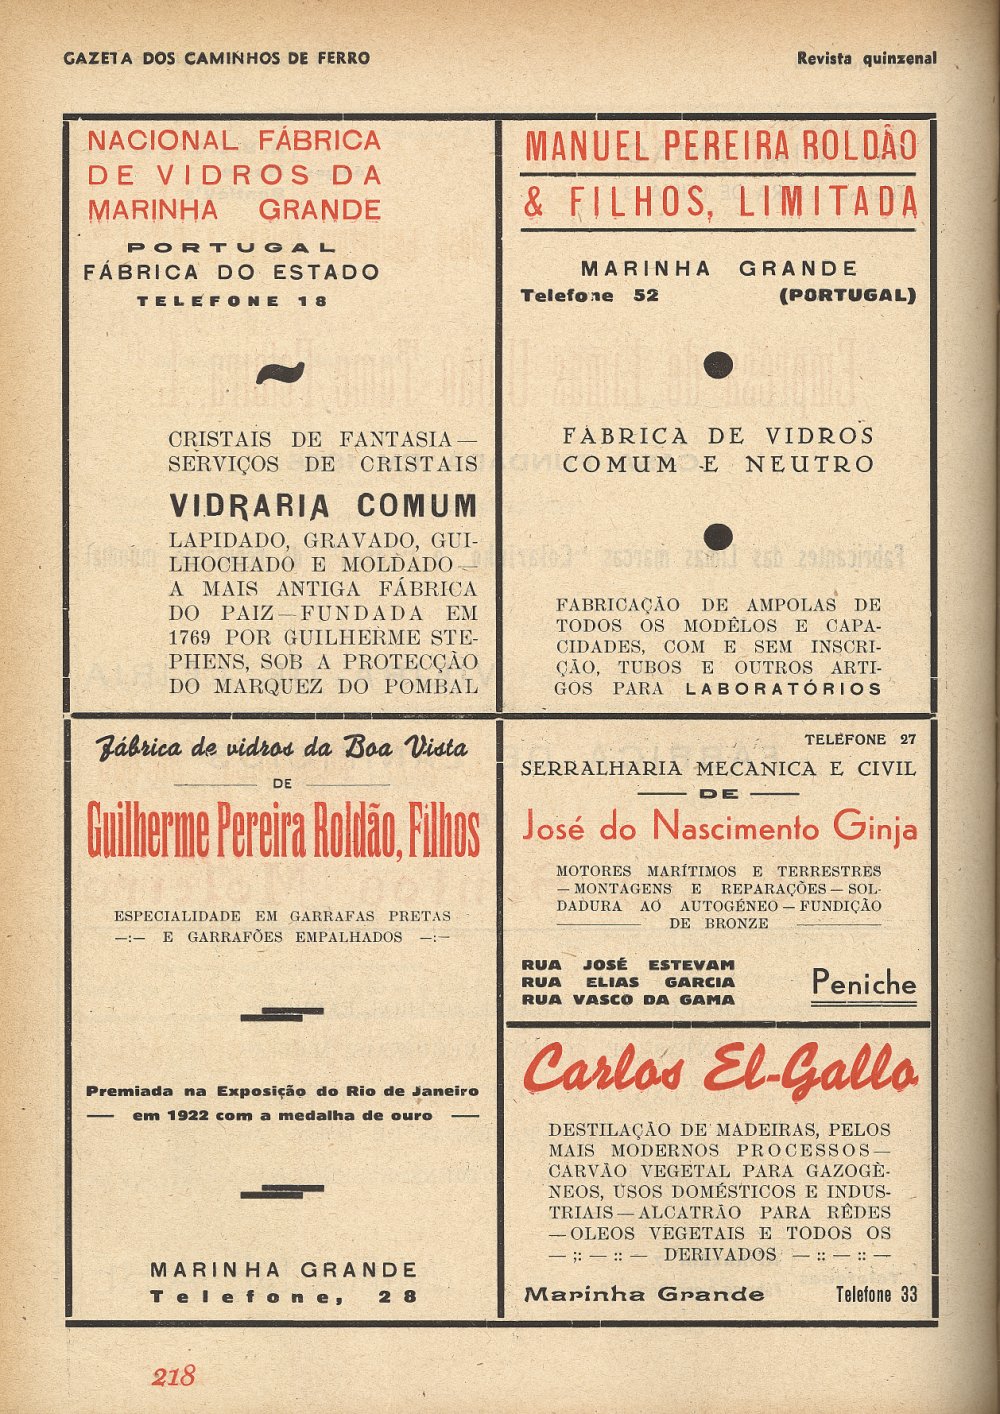 GAZETA DOS CAMINHOS DE FERRO
Revista quinzenal
NACIONAL FÁBRICA
DE VIDROS DA
MARINHA GRANDE
PORTUGAL
FÁBRICA DO ESTADO
TELEFONE 18
CRISTAIS DE FANTASIA —
SERVIÇOS DE CRISTAIS
VIDRARIA COMUM
LAPIDADO, GRAVADO, GUI-
LHOCHADO E MOLDADO —
A MAIS ANTIGA FÁBRICA
DO PAIZ — FUNDADA EM
1769 POR GUILHERME STE-
PHENS, SOB A PROTECÇÃO
DO MARQUEZ DO POMBAL
MANUEL PEREIRA ROLDÃO
& FILHOS, LIMITADA
MARINHA GRANDE
Telefone 52 (PORTUGAL)
FÁBRICA DE VIDROS
COMUM E NEUTRO
FABRICAÇÃO DE AMPOLAS DE
TODOS OS MODÊLOS E CAPA-
CIDADES, COM E SEM INSCRI-
ÇÃO, TUBOS E OUTROS ARTI-
GOS PARA LABORATÓRIOS
Fábrica de vidros da Boa Vista
DE
Guilherme Pereira Roldão, Filhos
ESPECIALIDADE EM GARRAFAS PRETAS
—:— E GARRAFÕES EMPALHADOS —:—
Premiada na Exposição do Rio de Janeiro
— em 1922 com a medalha de ouro —
MARINHA GRANDE
Telefone, 28
TELEFONE 27
SERRALHARIA MECANICA E CIVIL
— DE —
José do Nascimento Ginja
MOTORES MARÍTIMOS E TERRESTRES
— MONTAGENS E REPARAÇÕES — SOL-
DADURA AO AUTOGÉNEO — FUNDIÇÃO
DE BRONZE
RUA JOSÉ ESTEVAM
RUA ELIAS GARCIA
RUA VASCO DA GAMA
Peniche
Carlos El-Gallo
DESTILAÇÃO DE MADEIRAS, PELOS
MAIS MODERNOS PROCESSOS —
CARVÃO VEGETAL PARA GAZOGÈ-
NEOS, USOS DOMÉSTICOS E INDUS-
TRIAIS — ALCATRÃO PARA RÊDES
— OLEOS VEGETAIS E TODOS OS
— :: — :: — DERIVADOS — :: — :: —
Marinha Grande Telefone 33
218